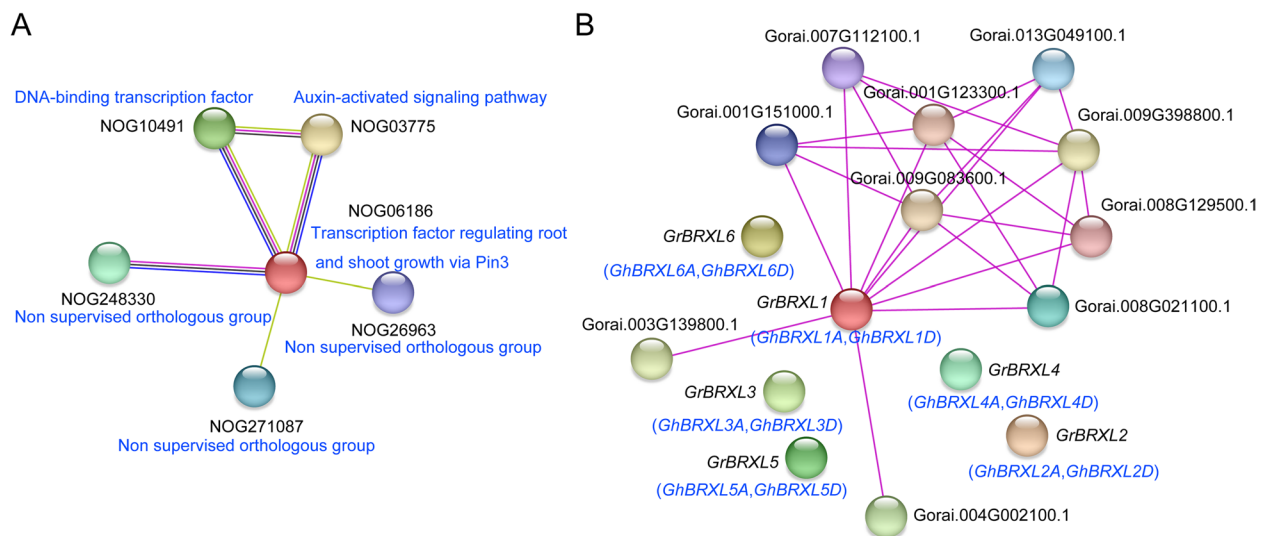 A
DNA-binding transcription factor
Auxin-activated signaling pathway
NOG10491
NOG03775
NOG06186
Transcription factor regulating root
and shoot growth via Pin3
NOG248330
Non supervised orthologous group
NOG26963
Non supervised orthologous group
NOG271087
Non supervised orthologous group
B
Gorai.007G112100.1
Gorai.013G049100.1
Gorai.001G123300.1
Gorai.001G151000.1
Gorai.009G398800.1
Gorai.009G083600.1
Gorai.008G129500.1
GrBRXL6
(GhBRXL6A,GhBRXL6D)
GrBRXL1
(GhBRXL1A,GhBRXL1D)
Gorai.008G021100.1
Gorai.003G139800.1
GrBRXL4
(GhBRXL4A,GhBRXL4D)
GrBRXL3
(GhBRXL3A,GhBRXL3D)
GrBRXL2
(GhBRXL2A,GhBRXL2D)
GrBRXL5
(GhBRXL5A,GhBRXL5D)
Gorai.004G002100.1